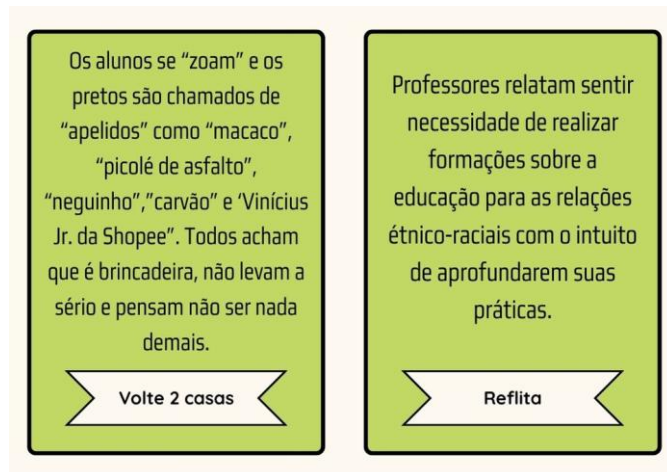 Os alunos se “zoam” e os
pretos são chamados de
“apelidos” como “macaco”,
“picolé de asfalto”,
“neguinho”,”carvão” e ‘Vinícius
Jr. da Shopee”. Todos acham
que é brincadeira, não levam a
sério e pensam não ser nada
demais.
Volte 2 casas
Professores relatam sentir
necessidade de realizar
formações sobre a
educação para as relações
étnico-raciais com o intuito
de aprofundarem suas
práticas.
Reflita